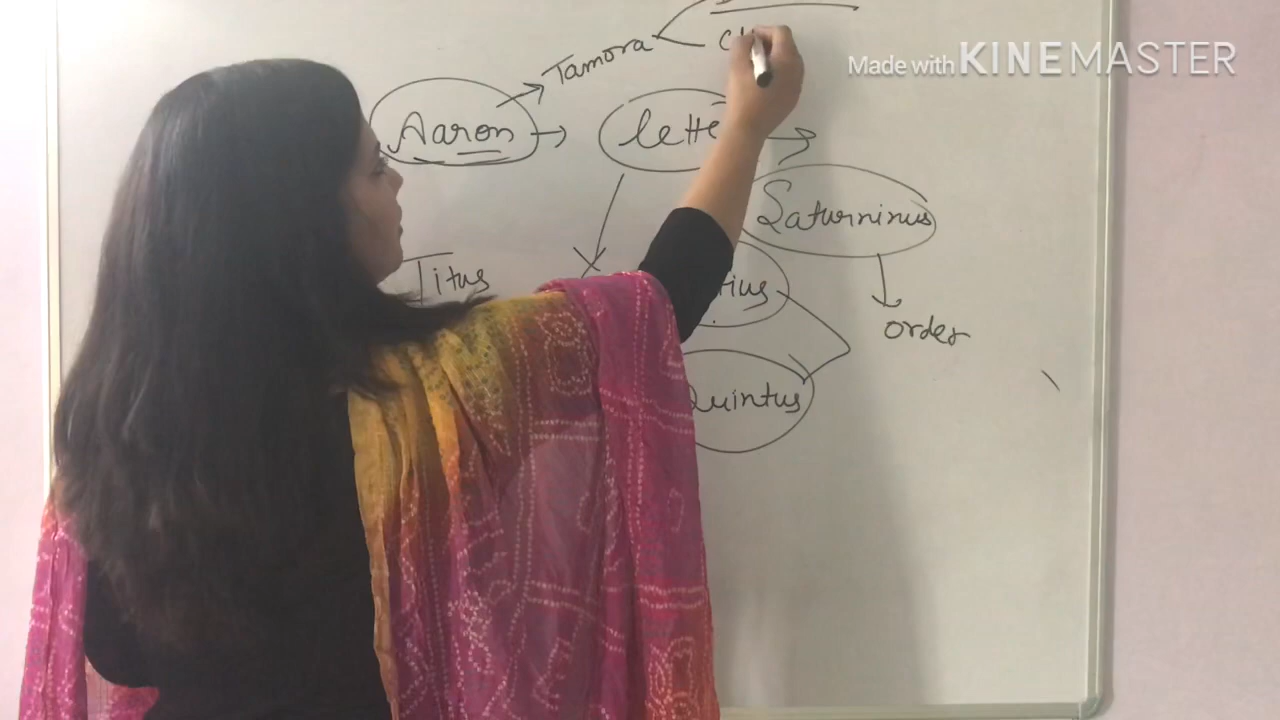 Tamora
Made with KINEMASTER
Aaron
Saturninus
Titus
order
Quintus